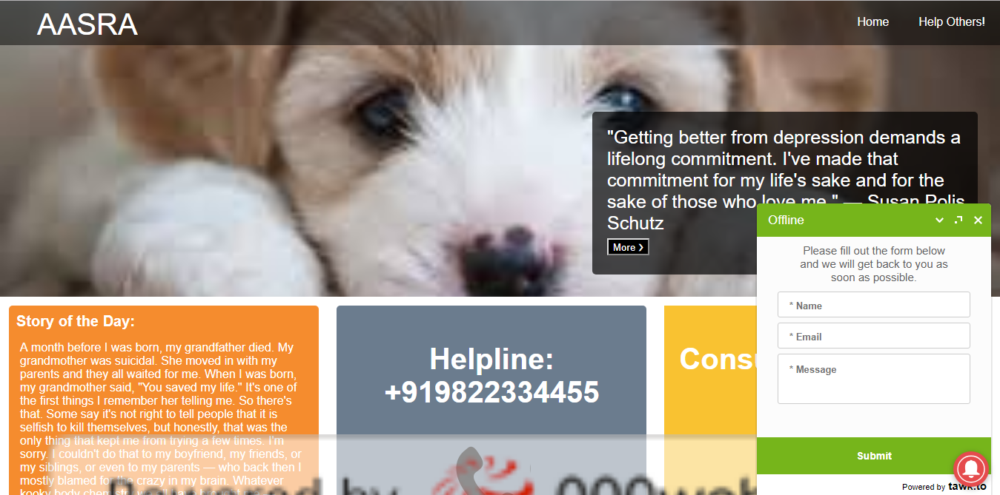 AASRA
Home
Help Others!
"Getting better from depression demands a
lifelong commitment. I've made that
commitment for my life's sake and for the
sake of those who love me." — Susan Polis
Schutz
More ›
Story of the Day:
A month before I was born, my grandfather died. My
grandmother was suicidal. She moved in with my
parents and they all waited for me. When I was born,
my grandmother said, "You saved my life." It's one of
the first things I remember her telling me. So there's
that. Some say it's not right to tell people that it is
selfish to kill themselves, but honestly, that was the
only thing that kept me from trying a few times. I'm
sorry. I couldn't do that to my boyfriend, my friends, or
my siblings, or even to my parents — who back then I
mostly blamed for the crazy in my brain. Whatever
kooky body
Helpline:
+919822334455
Cons
by
000web
Offline
Please fill out the form below
and we will get back to you as
soon as possible.
* Name
* Email
* Message
Submit
Powered by tawk.to